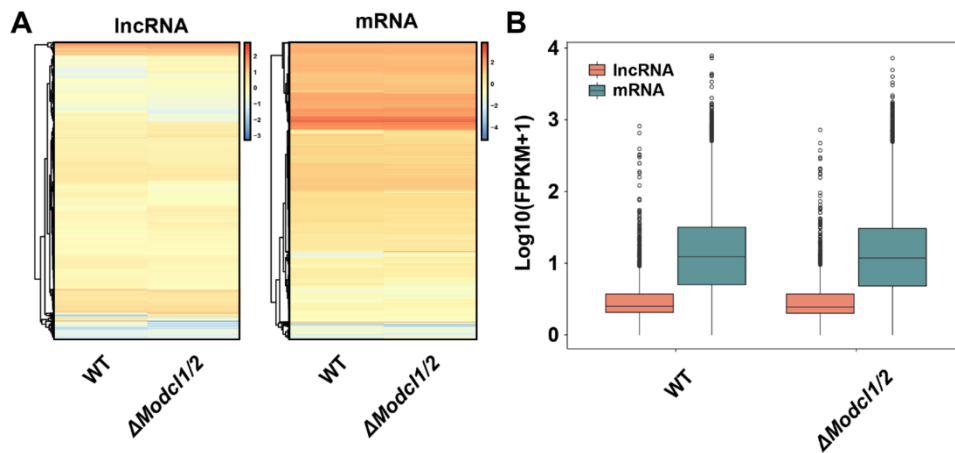 A
lncRNA
mRNA
B
2
1
0
−1
−2
−3
2
0
−2
−4
WT
ΔModcl1/2
WT
ΔModcl1/2
Log10(FPKM+1)
4
3
2
1
0
lncRNA
mRNA
WT
ΔModcl1/2